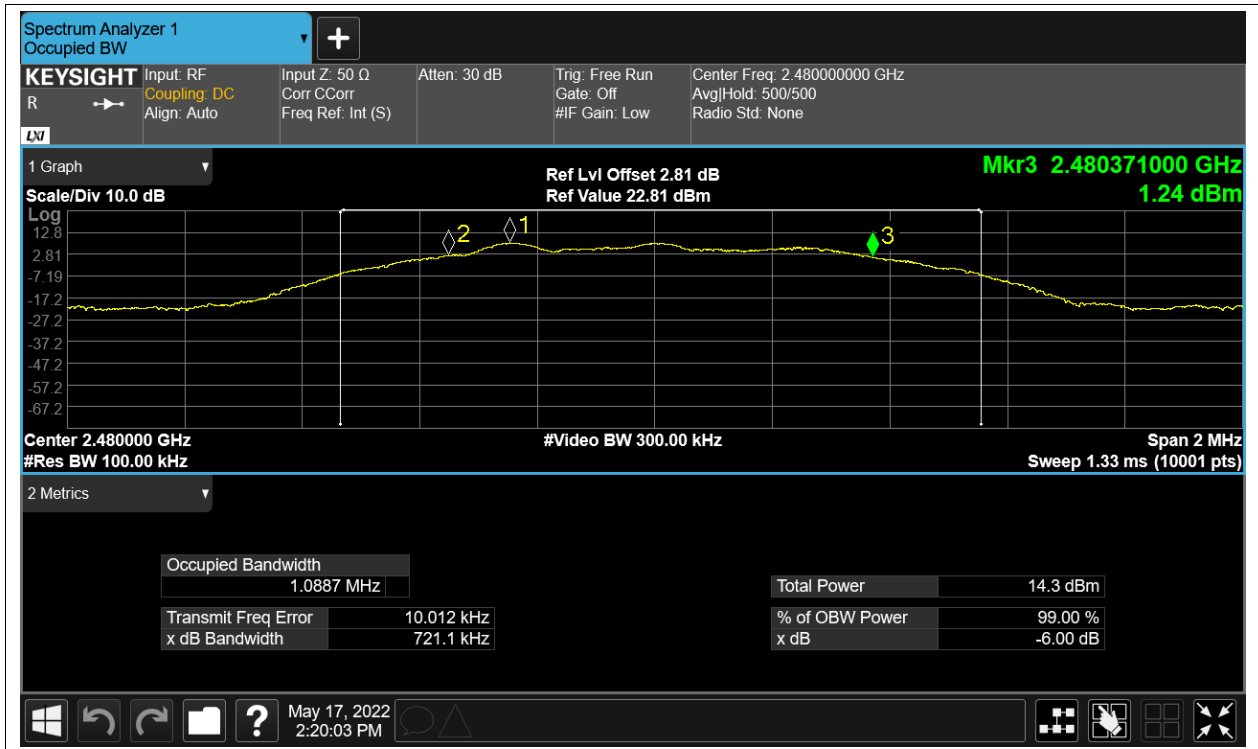 Spectrum Analyzer 1
Occupied BW
KEYSIGHT
R
LXI
Input: RF
Coupling: DC
Align: Auto
Input Z: 50 Ω
Corr CCorr
Freq Ref: Int (S)
Atten: 30 dB
Trig: Free Run
Gate: Off
#IF Gain: Low
Center Freq: 2.480000000 GHz
Avg|Hold: 500/500
Radio Std: None
1 Graph
Scale/Div 10.0 dB
Ref Lvl Offset 2.81 dB
Ref Value 22.81 dBm
Mkr3 2.480371000 GHz
1.24 dBm
Log
12.8
2.81
-7.19
-17.2
-27.2
-37.2
-47.2
-57.2
-67.2
2
1
3
Center 2.480000 GHz
#Res BW 100.00 kHz
#Video BW 300.00 kHz
Span 2 MHz
Sweep 1.33 ms (10001 pts)
2 Metrics
Occupied Bandwidth
1.0887 MHz
Transmit Freq Error 10.012 kHz
x dB Bandwidth 721.1 kHz
Total Power 14.3 dBm
% of OBW Power 99.00 %
x dB -6.00 dB
?
May 17, 2022
2:20:03 PM